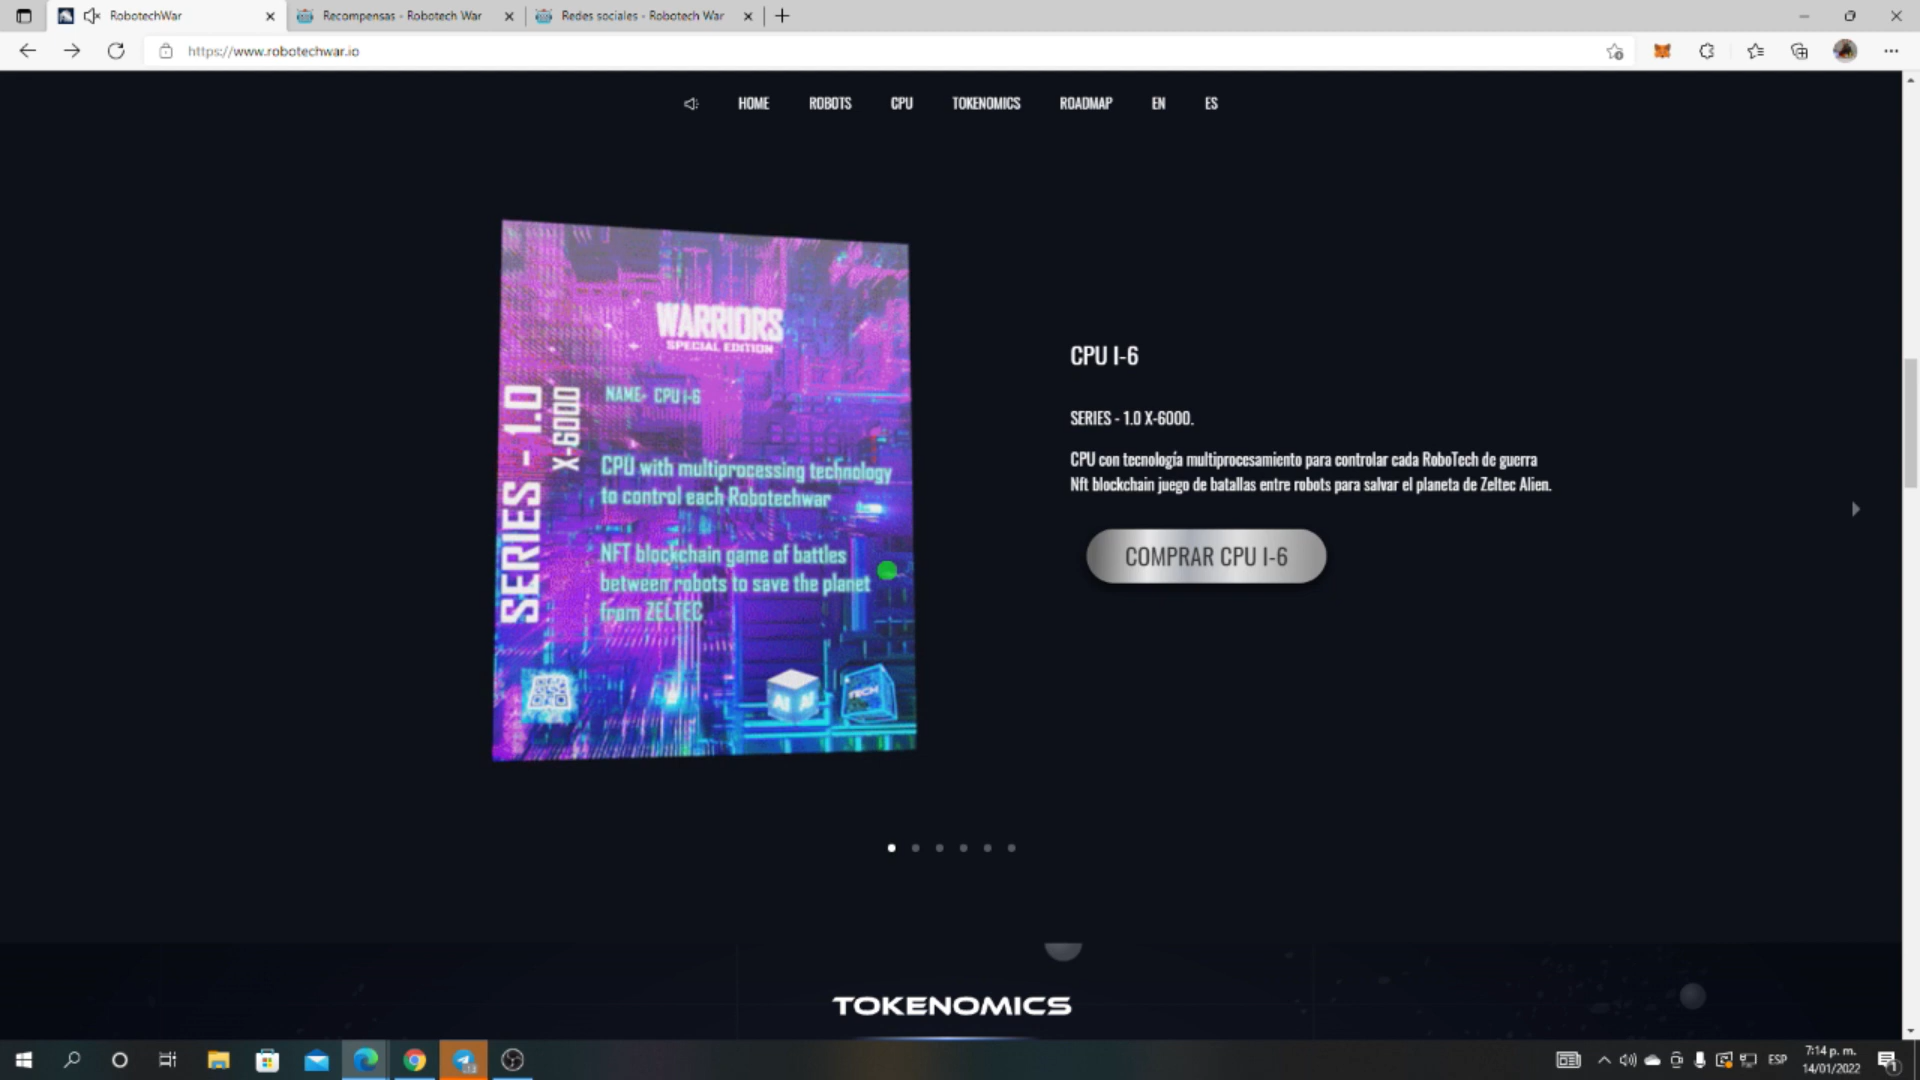 RobotechWar
Recompensas - Robotech War
Redes sociales - Robotech War
https://www.robotechwar.io
HOME
ROBOTS
CPU
TOKENOMICS
ROADMAP
EN
ES
WARRIORS
SPECIAL EDITION
SERIES - 1.0
X-6000
NAME- CPU I-6
CPU with multiprocessing technology
to control each Robotechwar
NFT blockchain game of battles
between robots to save the planet
from ZELTEC
AI AI
TECH
CPU I-6
SERIES - 1.0 X-6000.
CPU con tecnología multiprocesamiento para controlar cada RoboTech de guerra
Nft blockchain juego de batallas entre robots para salvar el planeta de Zeltec Alien.
COMPRAR CPU I-6
TOKENOMICS
ESP
7:14 p. m.
14/01/2022